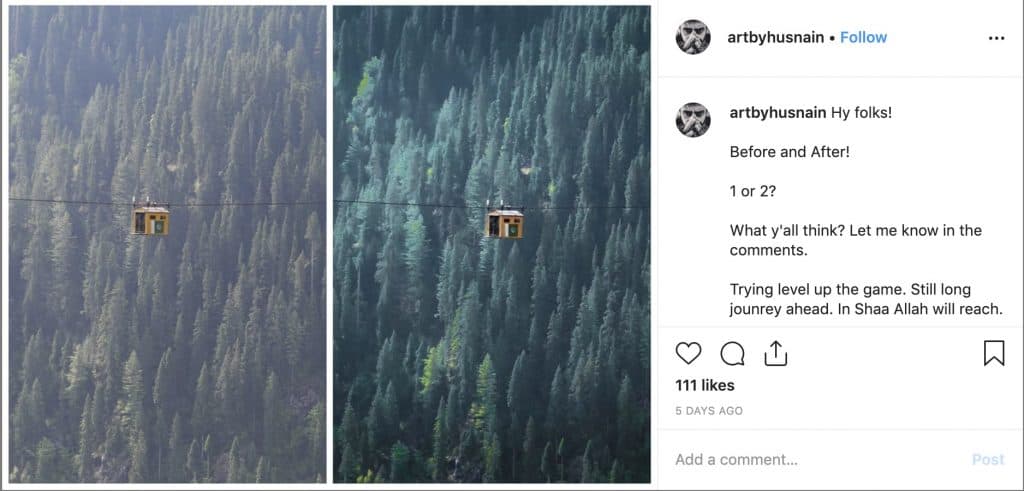 artbyhusnain • Follow
artbyhusnain Hy folks!
Before and After!
1 or 2?
What y'all think? Let me know in the
comments.
Trying level up the game. Still long
jounrey ahead. In Shaa Allah will reach.
111 likes
5 DAYS AGO
Add a comment...
Post